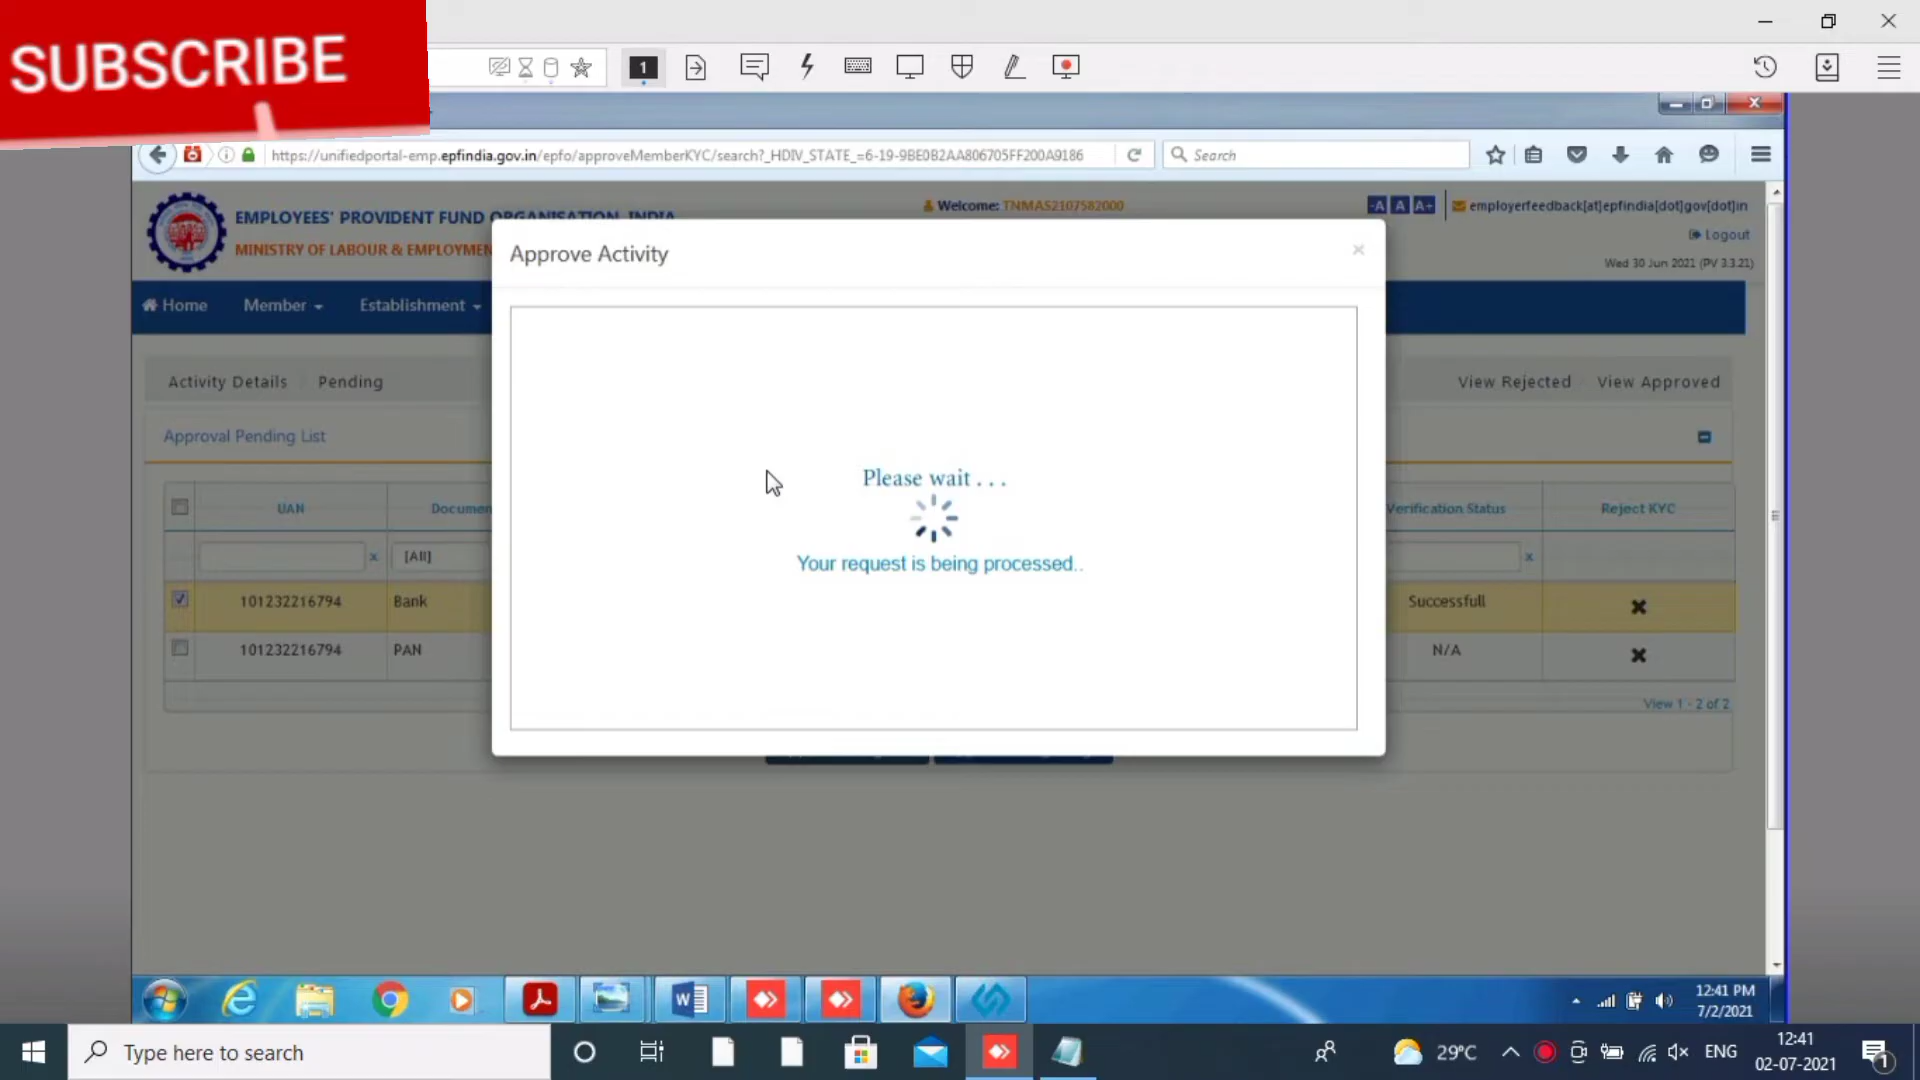 SUBSCRIBE
1
https://unifiedportal-emp.epfindia.gov.in/epfo/approveMemberKYC/search?_HDIV_STATE_=6-19-9BE0B2AA806705FF200A9186
Search
EMPLOYEES' PROVIDENT FUND ORGANISATION, INDIA
MINISTRY OF LABOUR & EMPLOYMEN
Welcome: TNMAS2107582000
-A A A+
employerfeedback[at]epfindia[dot]gov[dot]in
Logout
Wed 30 Jun 2021 (PV 3.3.21)
Home Member Establishment
Approve Activity ×
Activity Details Pending
View Rejected View Approved
Approval Pending List
UAN Documen
Verification Status Reject KYC
x [All] x
Please wait . . .
Your request is being processed..
101232216794 Bank Successfull
101232216794 PAN N/A
View 1 - 2 of 2
12:41 PM
7/2/2021
Type here to search
29°C
ENG
12:41
02-07-2021
1